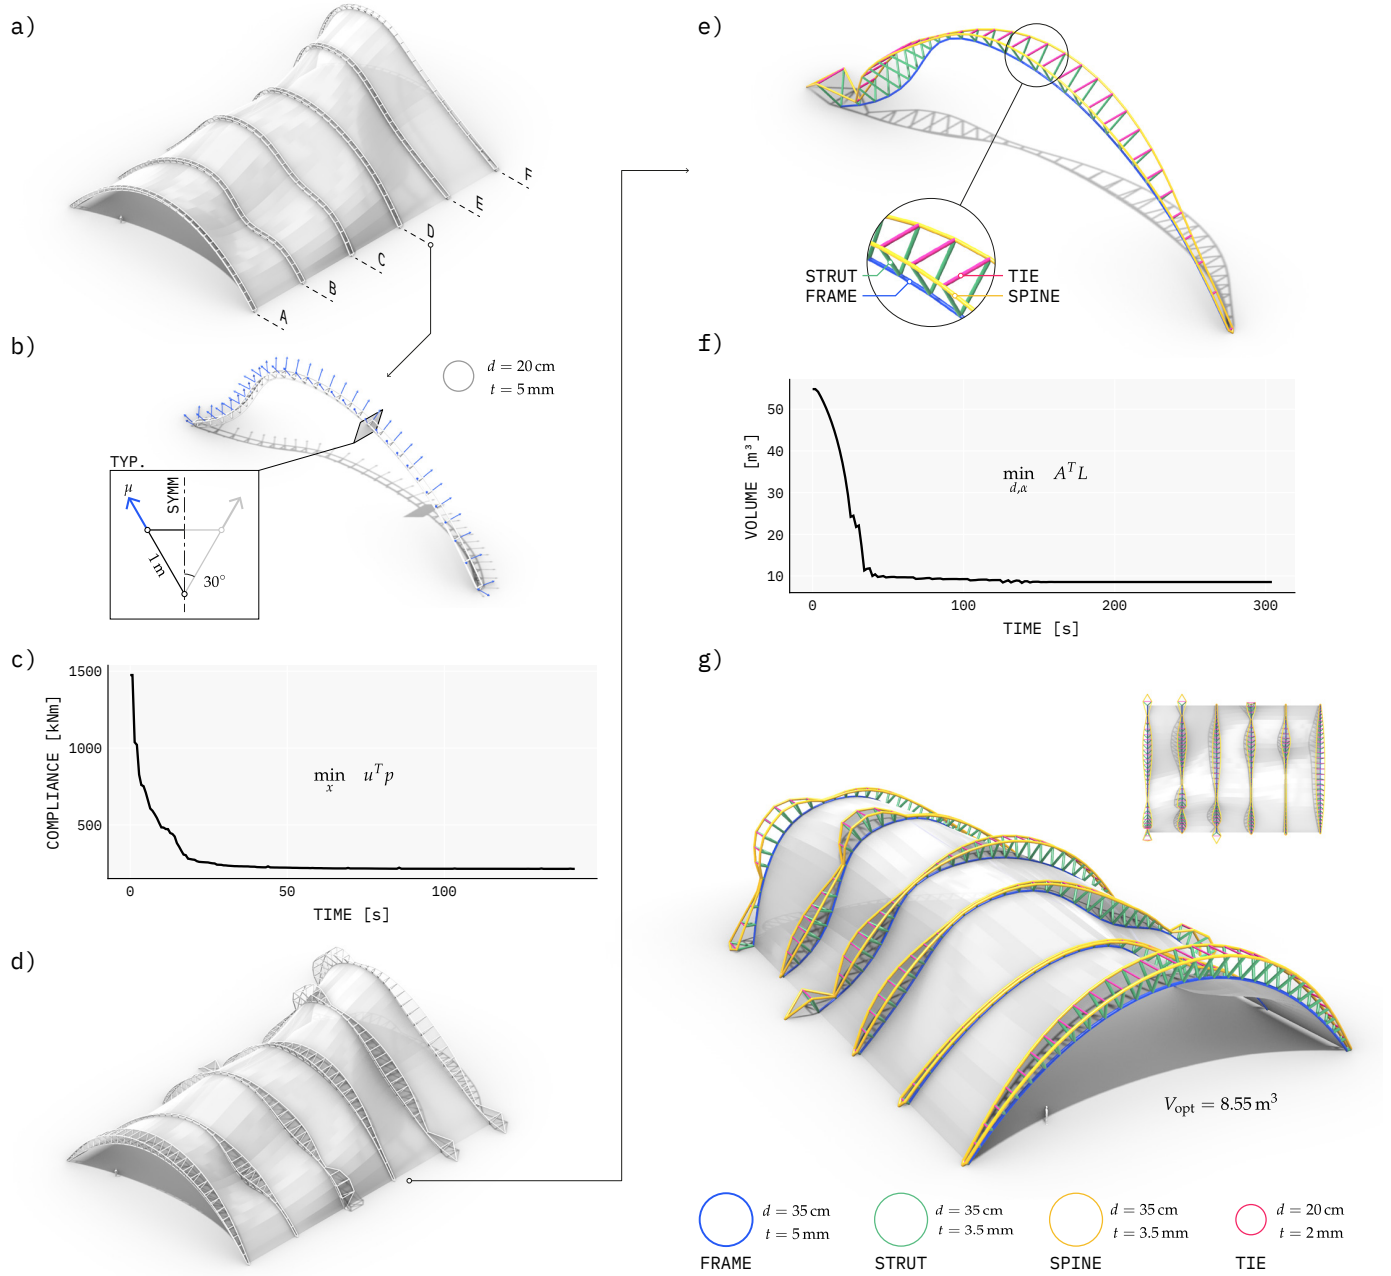 a)
F
E
D
C
B
A
b)
d = 20 cm
t = 5 mm
TYP.
μ
SYMM
1 m
30°
c)
1500
1000
500
COMPLIANCE [kNm]
min x uᵀp
0 50 100
TIME [s]
d)
e)
STRUT
FRAME
TIE
SPINE
f)
50
40
30
20
10
VOLUME [m³]
min d,α AᵀL
0 100 200 300
TIME [s]
g)
V_opt = 8.55 m³
d = 35 cm
t = 5 mm
FRAME
d = 35 cm
t = 3.5 mm
STRUT
d = 35 cm
t = 3.5 mm
SPINE
d = 20 cm
t = 2 mm
TIE